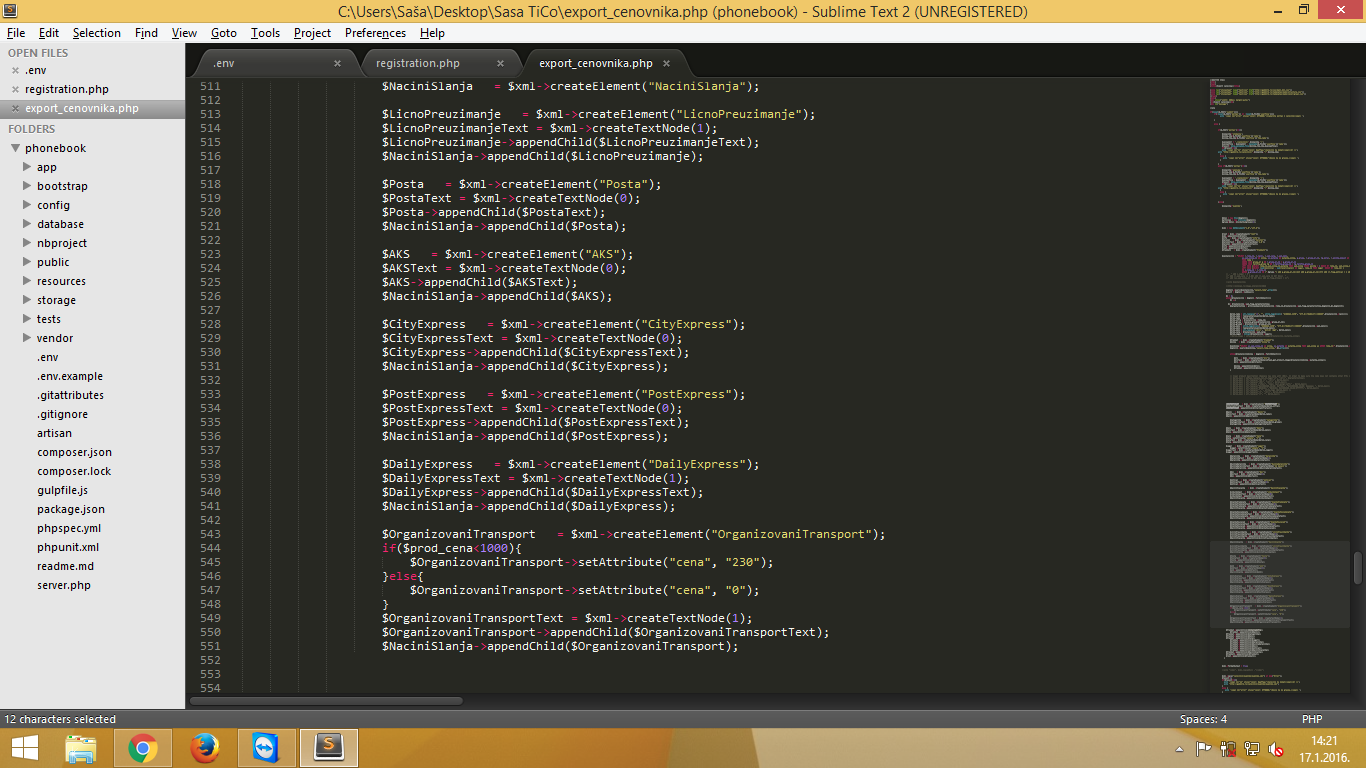 C:\Users\Saša\Desktop\Sasa TiCo\export_cenovnika.php (phonebook) - Sublime Text 2 (UNREGISTERED)
File Edit Selection Find View Goto Tools Project Preferences Help
OPEN FILES
.env
registration.php
export_cenovnika.php
FOLDERS
phonebook
app
bootstrap
config
database
nbproject
public
resources
storage
tests
vendor
.env
.env.example
.gitattributes
.gitignore
artisan
composer.json
composer.lock
gulpfile.js
package.json
phpspec.yml
phpunit.xml
readme.md
server.php
.env registration.php export_cenovnika.php
511 $NaciniSlanja = $xml->createElement("NaciniSlanja");
512
513 $LicnoPreuzimanje = $xml->createElement("LicnoPreuzimanje");
514 $LicnoPreuzimanjeText = $xml->createTextNode(1);
515 $LicnoPreuzimanje->appendChild($LicnoPreuzimanjeText);
516 $NaciniSlanja->appendChild($LicnoPreuzimanje);
517
518 $Posta = $xml->createElement("Posta");
519 $PostaText = $xml->createTextNode(0);
520 $Posta->appendChild($PostaText);
521 $NaciniSlanja->appendChild($Posta);
522
523 $AKS = $xml->createElement("AKS");
524 $AKSText = $xml->createTextNode(0);
525 $AKS->appendChild($AKSText);
526 $NaciniSlanja->appendChild($AKS);
527
528 $CityExpress = $xml->createElement("CityExpress");
529 $CityExpressText = $xml->createTextNode(0);
530 $CityExpress->appendChild($CityExpressText);
531 $NaciniSlanja->appendChild($CityExpress);
532
533 $PostExpress = $xml->createElement("PostExpress");
534 $PostExpressText = $xml->createTextNode(0);
535 $PostExpress->appendChild($PostExpressText);
536 $NaciniSlanja->appendChild($PostExpress);
537
538 $DailyExpress = $xml->createElement("DailyExpress");
539 $DailyExpressText = $xml->createTextNode(1);
540 $DailyExpress->appendChild($DailyExpressText);
541 $NaciniSlanja->appendChild($DailyExpress);
542
543 $OrganizovaniTransport = $xml->createElement("OrganizovaniTransport");
544 if($prod_cena<1000){
545 $OrganizovaniTransport->setAttribute("cena", "230");
546 }else{
547 $OrganizovaniTransport->setAttribute("cena", "0");
548 }
549 $OrganizovaniTransportText = $xml->createTextNode(1);
550 $OrganizovaniTransport->appendChild($OrganizovaniTransportText);
551 $NaciniSlanja->appendChild($OrganizovaniTransport);
552
553
554
12 characters selected Spaces: 4 PHP
14:21
17.1.2016.